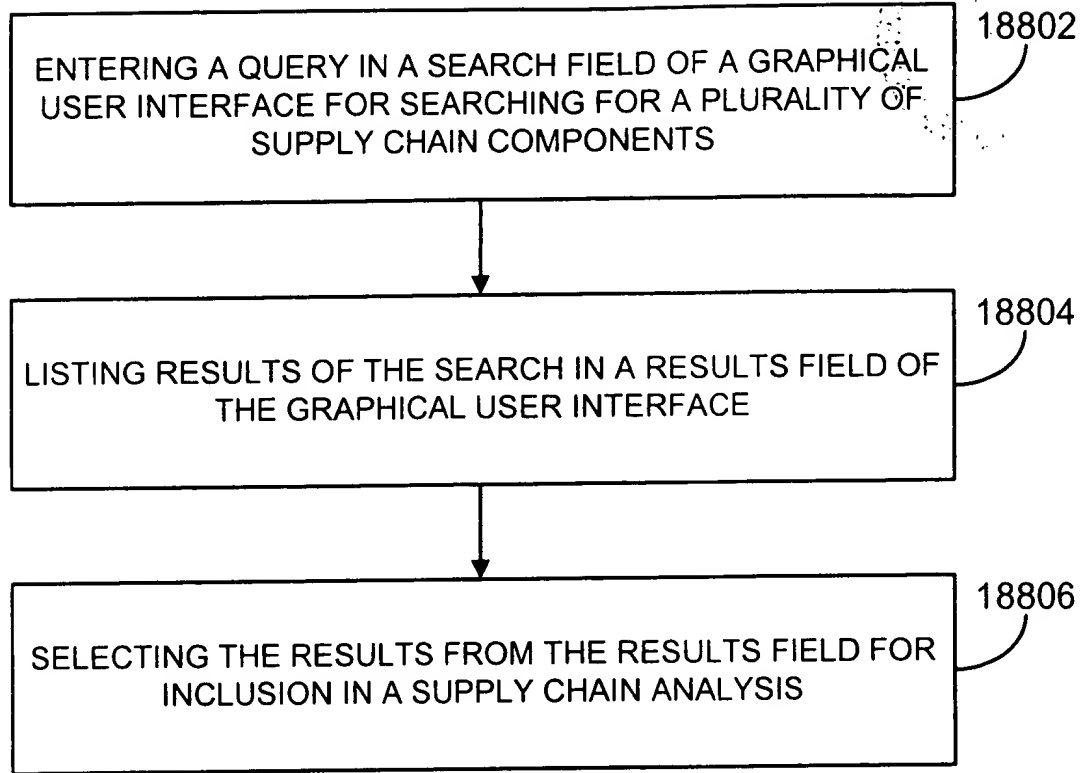 18802
ENTERING A QUERY IN A SEARCH FIELD OF A GRAPHICAL
USER INTERFACE FOR SEARCHING FOR A PLURALITY OF
SUPPLY CHAIN COMPONENTS
18804
LISTING RESULTS OF THE SEARCH IN A RESULTS FIELD OF
THE GRAPHICAL USER INTERFACE
18806
SELECTING THE RESULTS FROM THE RESULTS FIELD FOR
INCLUSION IN A SUPPLY CHAIN ANALYSIS